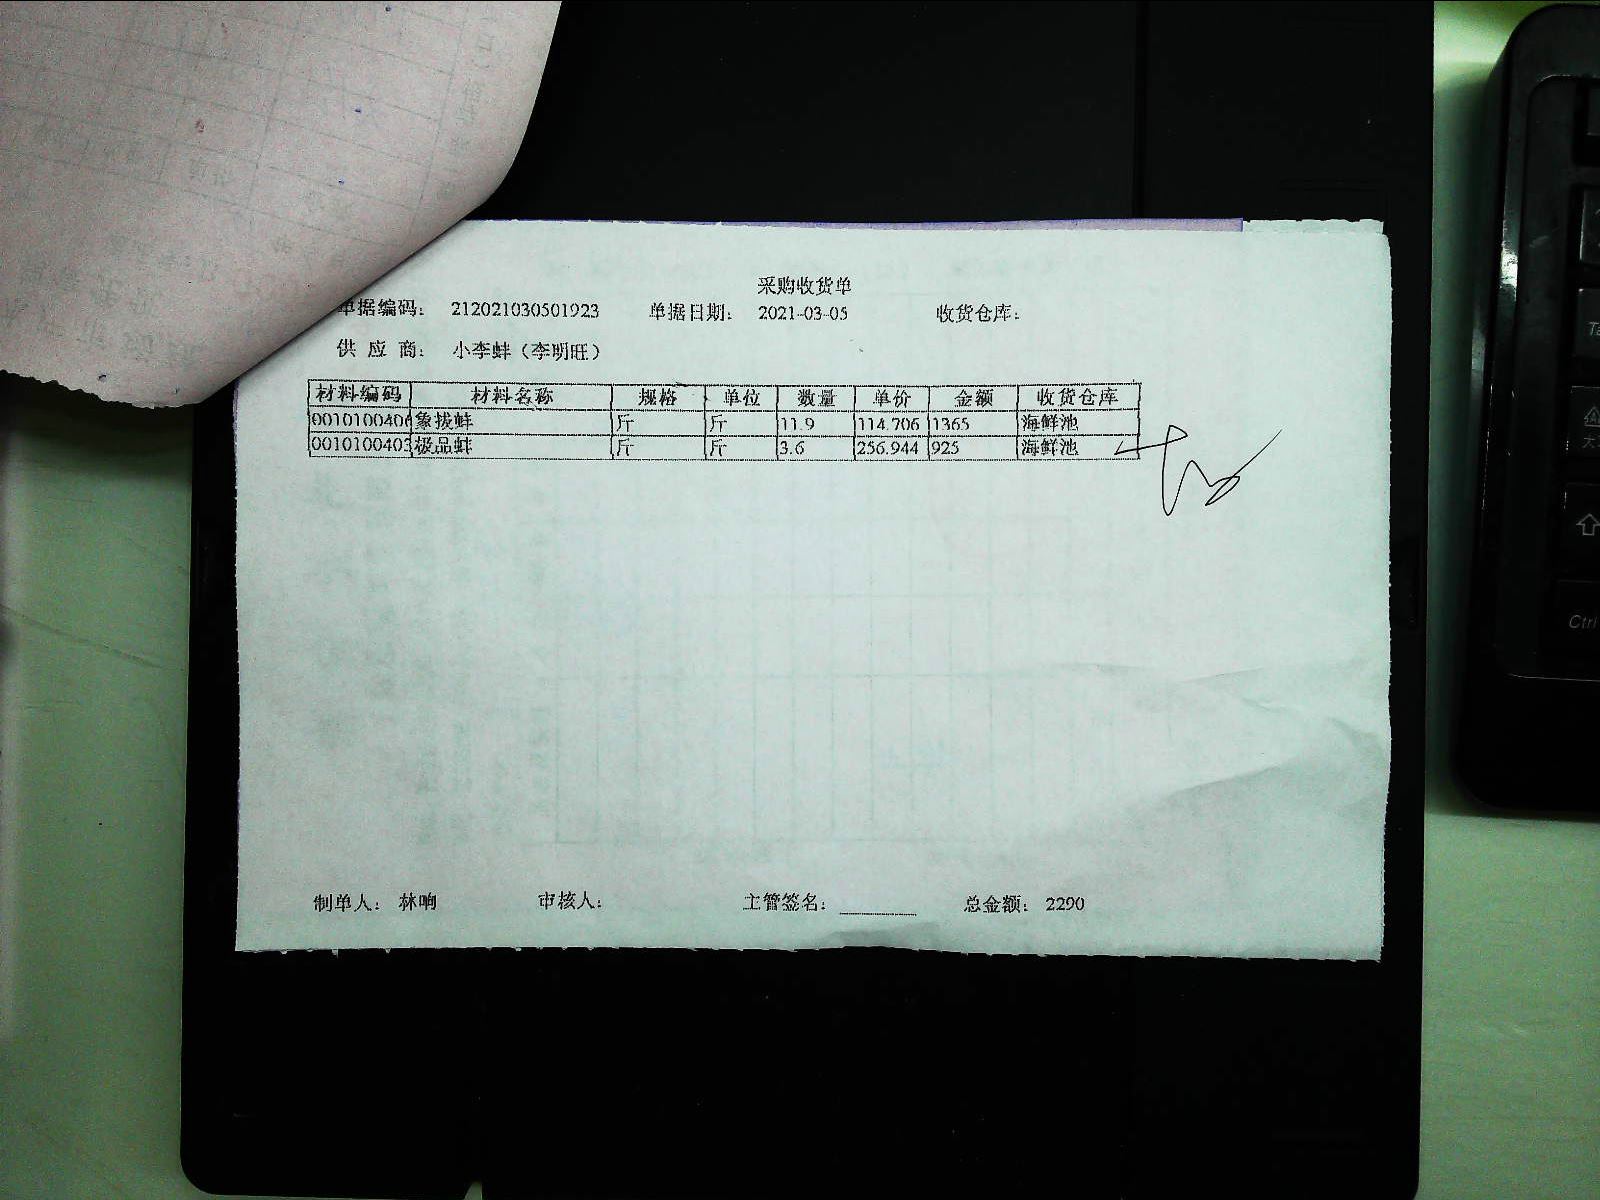 采购收货单
单据编码： 212021030501923 单据日期： 2021-03-05 收货仓库：
供 应 商： 小李蚌（李明旺）
材料编码 材料名称 规格 单位 数量 单价 金额 收货仓库
0010100406 象拔蚌 斤 斤 11.9 114.706 1365 海鲜池
0010100403 极品蚌 斤 斤 3.6 256.944 925 海鲜池
制单人： 林响 审核人： 主管签名： 总金额： 2290
Ctrl